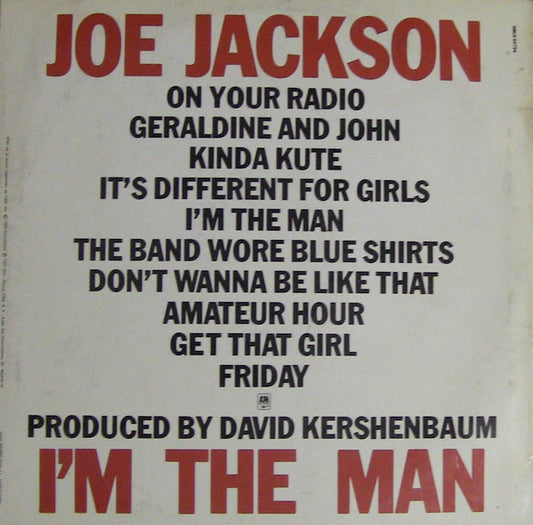 JOE JACKSON
ON YOUR RADIO
GERALDINE AND JOHN
KINDA KUTE
IT'S DIFFERENT FOR GIRLS
I'M THE MAN
THE BAND WORE BLUE SHIRTS
DON'T WANNA BE LIKE THAT
AMATEUR HOUR
GET THAT GIRL
FRIDAY
A&M
PRODUCED BY DAVID KERSHENBAUM
I'M THE MAN